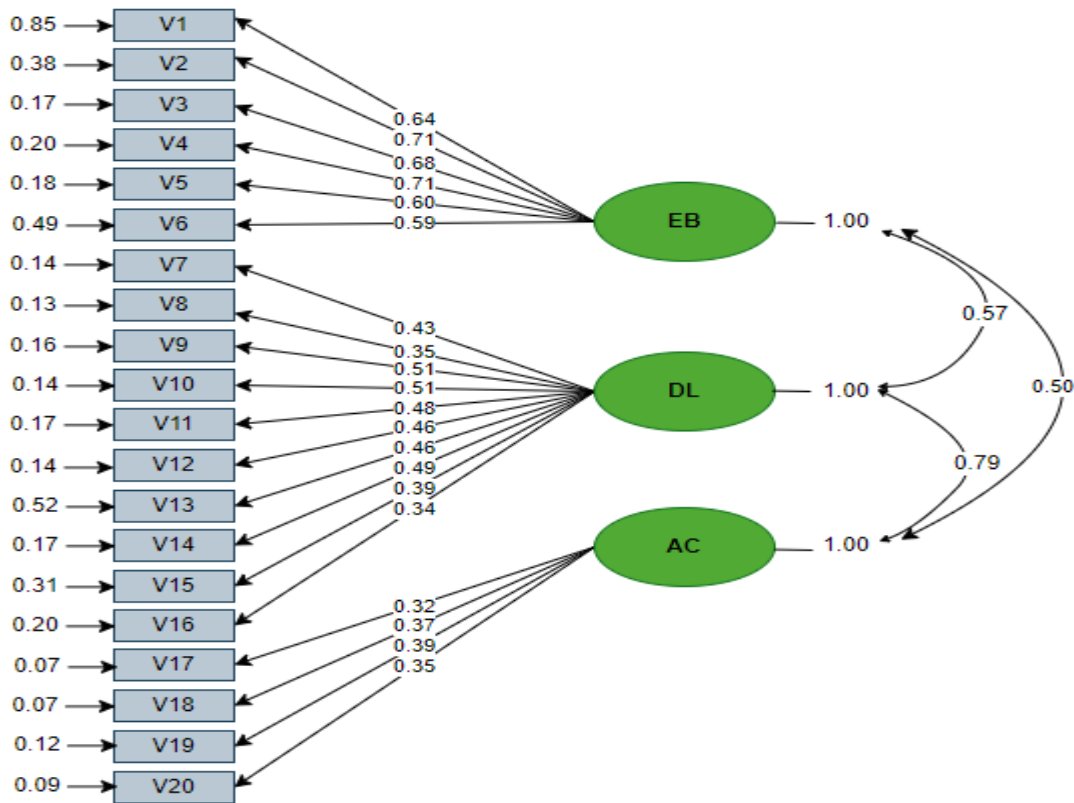 0.85 V1
0.38 V2
0.17 V3
0.20 V4
0.18 V5
0.49 V6
0.14 V7
0.13 V8
0.16 V9
0.14 V10
0.17 V11
0.14 V12
0.52 V13
0.17 V14
0.31 V15
0.20 V16
0.07 V17
0.07 V18
0.12 V19
0.09 V20
0.64
0.71
0.68
0.71
0.60
0.59
0.43
0.35
0.51
0.51
0.48
0.46
0.46
0.49
0.39
0.34
0.32
0.37
0.39
0.35
EB 1.00
DL 1.00
AC 1.00
0.57
0.50
0.79